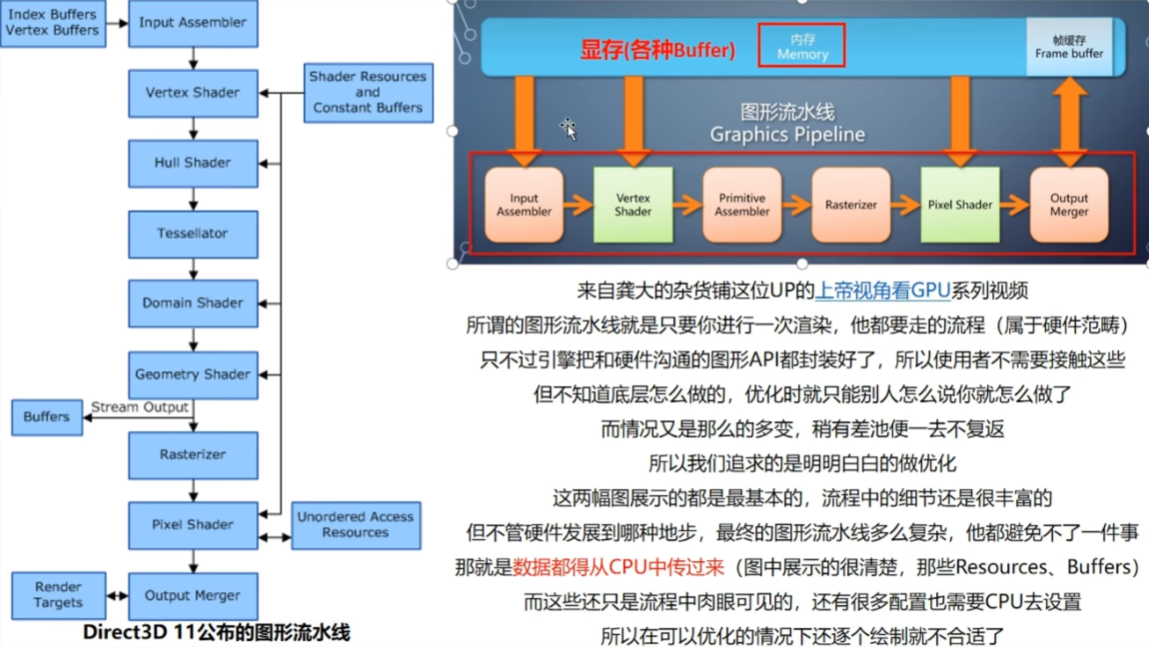 Index Buffers
Vertex Buffers
Input Assembler
Vertex Shader
Shader Resources
and
Constant Buffers
Hull Shader
Tessellator
Domain Shader
Geometry Shader
Stream Output
Buffers
Rasterizer
Pixel Shader
Unordered Access
Resources
Render
Targets
Output Merger
Direct3D 11公布的图形流水线
显存(各种Buffer)
内存
Memory
帧缓存
Frame buffer
图形流水线
Graphics Pipeline
Input
Assembler
Vertex
Shader
Primitive
Assembler
Rasterizer
Pixel Shader
Output
Merger
来自龚大的杂货铺这位UP的上帝视角看GPU系列视频
所谓的图形流水线就是只要你进行一次渲染，他都要走的流程（属于硬件范畴）
只不过引擎把和硬件沟通的图形API都封装好了，所以使用者不需要接触这些
但不知道底层怎么做的，优化时就只能别人怎么说你就怎么做了
而情况又是那么的多变，稍有差池便一去不复返
所以我们追求的是明明白白的做优化
这两幅图展示的都是最基本的，流程中的细节还是很丰富的
但不管硬件发展到哪种地步，最终的图形流水线多么复杂，他都避免不了一件事
那就是数据都得从CPU中传过来（图中展示的很清楚，那些Resources、Buffers）
而这些还只是流程中肉眼可见的，还有很多配置也需要CPU去设置
所以在可以优化的情况下还逐个绘制就不合适了